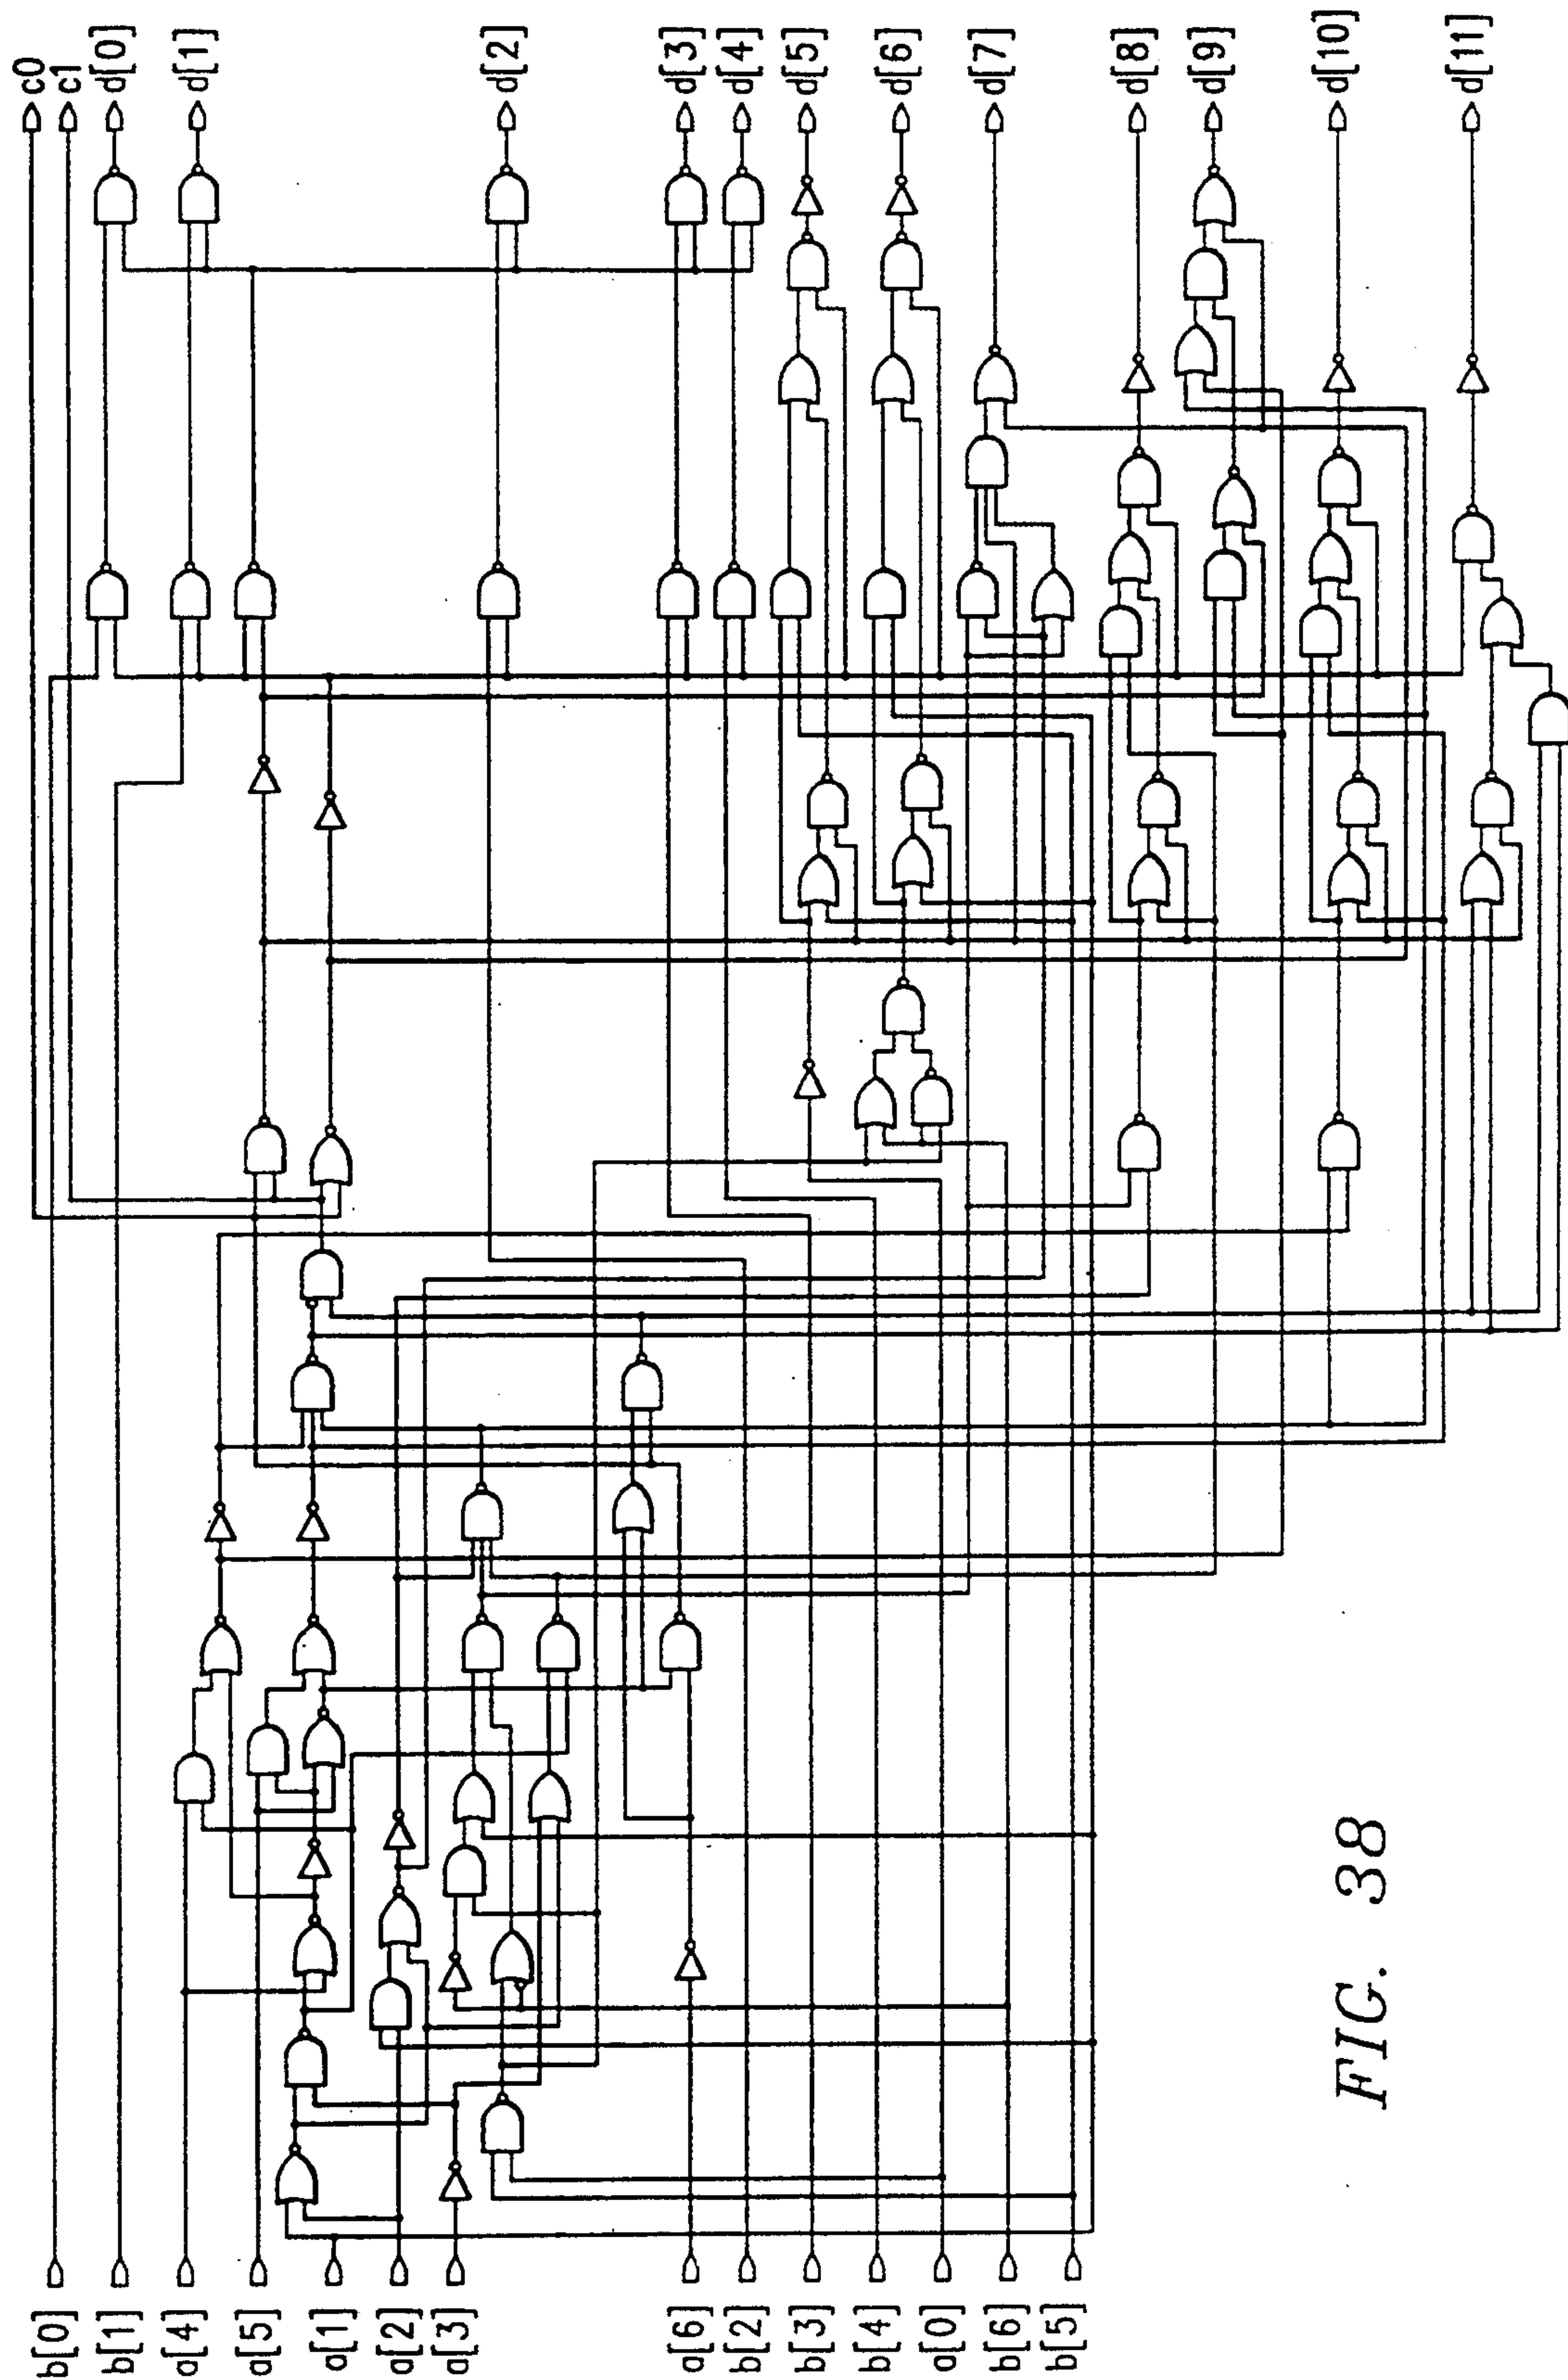 c0
c1
d[0]
d[1]
d[2]
d[3]
d[4]
d[5]
d[6]
d[7]
d[8]
d[9]
d[10]
d[11]
b[0]
b[1]
a[4]
a[5]
a[1]
a[2]
a[3]
a[6]
b[2]
b[3]
b[4]
a[0]
b[6]
b[5]
FIG. 38